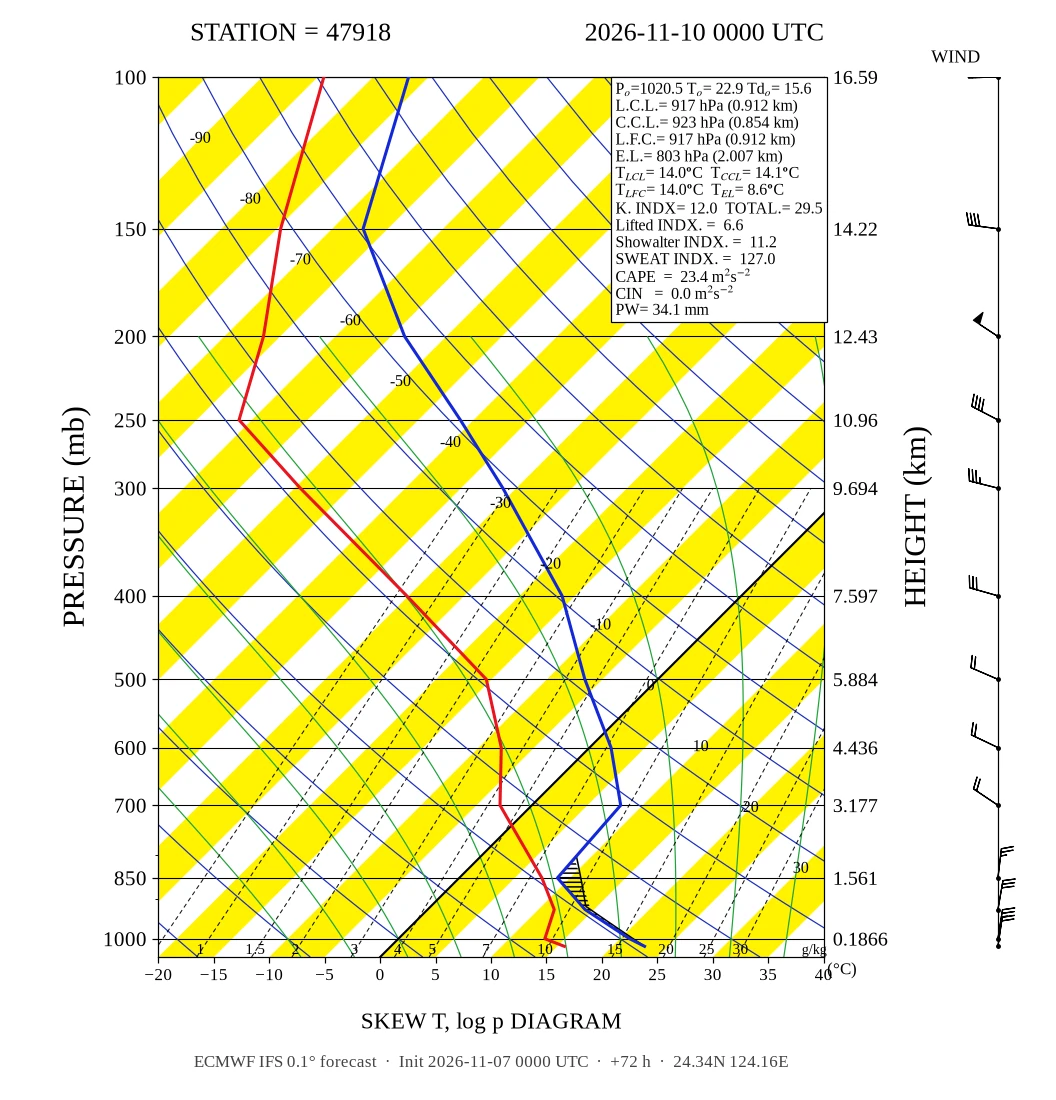 STATION = 47918
2026-11-10 0000 UTC
WIND
100
16.59
Pₒ=1020.5 Tₒ= 22.9 Tdₒ= 15.6
L.C.L.= 917 hPa (0.912 km)
C.C.L.= 923 hPa (0.854 km)
L.F.C.= 917 hPa (0.912 km)
E.L.= 803 hPa (2.007 km)
T_LCL= 14.0°C T_CCL= 14.1°C
T_LFC= 14.0°C T_EL= 8.6°C
K. INDX= 12.0 TOTAL.= 29.5
Lifted INDX. = 6.6
Showalter INDX. = 11.2
SWEAT INDX. = 127.0
CAPE = 23.4 m²s⁻²
CIN = 0.0 m²s⁻²
PW= 34.1 mm
-90
-80
150
14.22
-70
-60
200
12.43
-50
250
10.96
-40
300
9.694
-30
-20
400
7.597
-10
500
5.884
0
600
4.436
10
700
3.177
20
30
850
1.561
1000
0.1866
PRESSURE (mb)
HEIGHT (km)
1 1.5 2 3 4 5 7 10 15 20 25 30 g/kg
−20 −15 −10 −5 0 5 10 15 20 25 30 35 40 (°C)
SKEW T, log p DIAGRAM
ECMWF IFS 0.1° forecast · Init 2026-11-07 0000 UTC · +72 h · 24.34N 124.16E